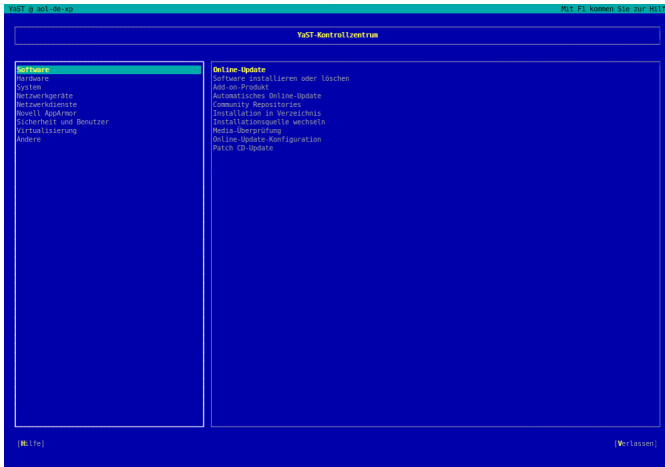 YaST @ aol-de-xp Mit F1 kommen Sie zur Hilf
YaST-Kontrollzentrum
Software
Hardware
System
Netzwerkgeräte
Netzwerkdienste
Novell AppArmor
Sicherheit und Benutzer
Virtualisierung
Andere
Online-Update
Software installieren oder löschen
Add-on-Produkt
Automatisches Online-Update
Community Repositories
Installation in Verzeichnis
Installationsquelle wechseln
Media-Überprüfung
Online-Update-Konfiguration
Patch CD-Update
[Hilfe] [Verlassen]